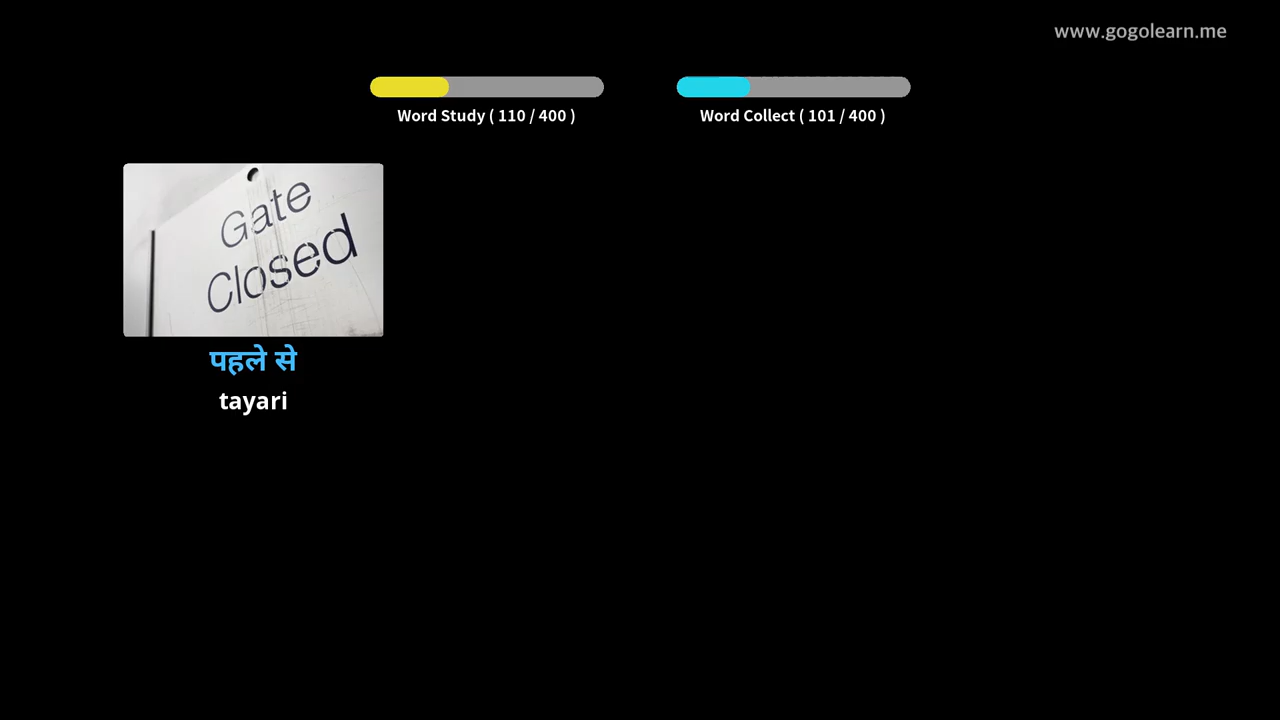 www.gogolearn.me
Word Study ( 110 / 400 )
Word Collect ( 101 / 400 )
Gate
Closed
पहले से
tayari